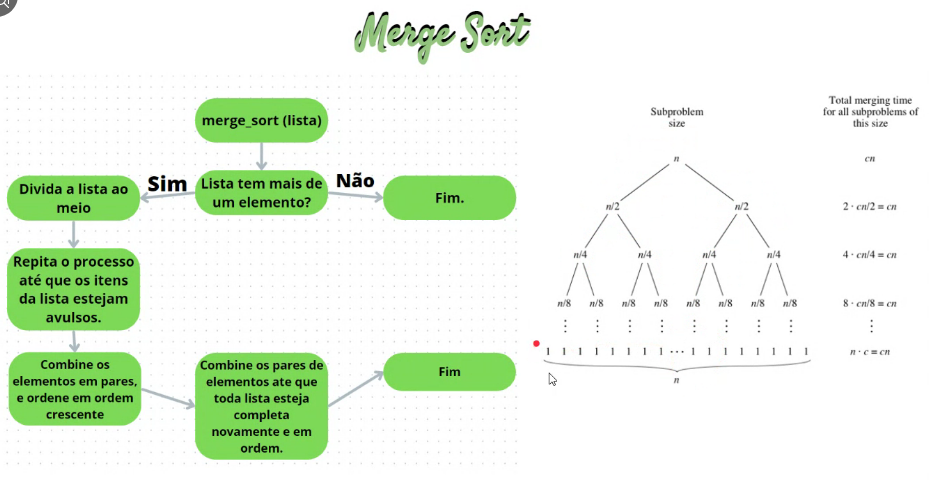 Merge Sort
merge_sort (lista)
Lista tem mais de
um elemento?
Sim
Não
Divida a lista ao
meio
Fim.
Repita o processo
até que os itens
da lista estejam
avulsos.
Combine os
elementos em pares,
e ordene em ordem
crescente
Combine os pares de
elementos ate que
toda lista esteja
completa
novamente e em
ordem.
Fim
Subproblem
size
Total merging time
for all subproblems of
this size
n
cn
n/2 n/2
2 · cn/2 = cn
n/4 n/4 n/4 n/4
4 · cn/4 = cn
n/8 n/8 n/8 n/8 n/8 n/8 n/8 n/8
8 · cn/8 = cn
1 1 1 1 1 1 1 1 ··· 1 1 1 1 1 1 1 1
n · c = cn
n